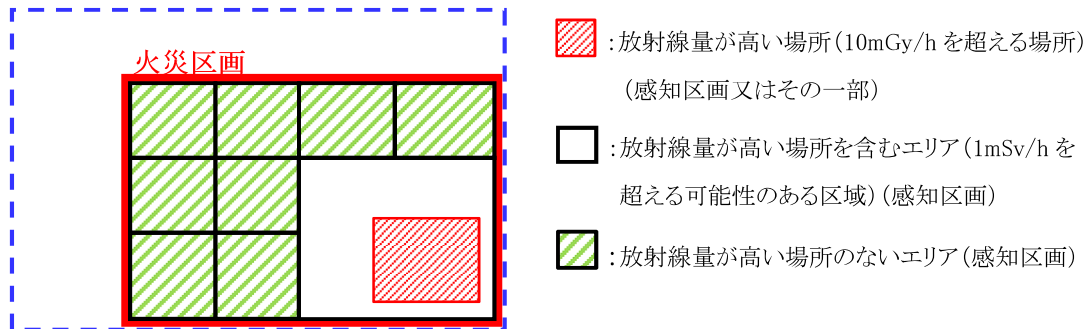 火災区画
：放射線量が高い場所（10mGy/h を超える場所）
（感知区画又はその一部）
：放射線量が高い場所を含むエリア（1mSv/h を
超える可能性のある区域）（感知区画）
：放射線量が高い場所のないエリア（感知区画）